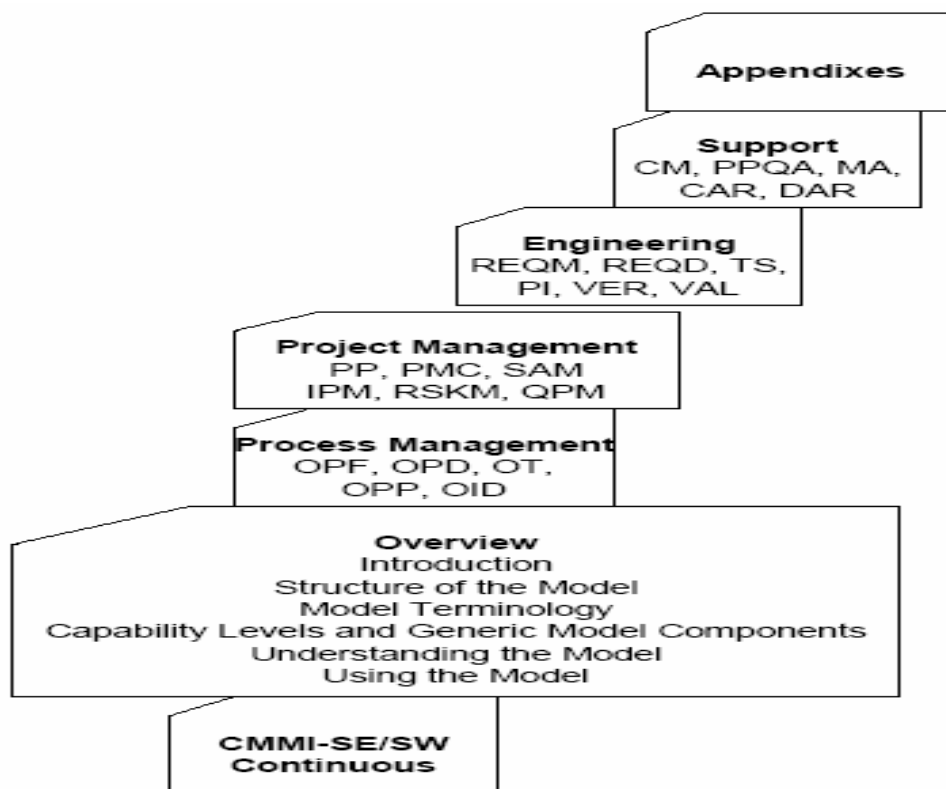 Appendixes
Support
CM, PPQA, MA,
CAR, DAR
Engineering
REQM, REQD, TS,
PI, VER, VAL
Project Management
PP, PMC, SAM
IPM, RSKM, QPM
Process Management
OPF, OPD, OT,
OPP, OID
Overview
Introduction
Structure of the Model
Model Terminology
Capability Levels and Generic Model Components
Understanding the Model
Using the Model
CMMI-SE/SW
Continuous